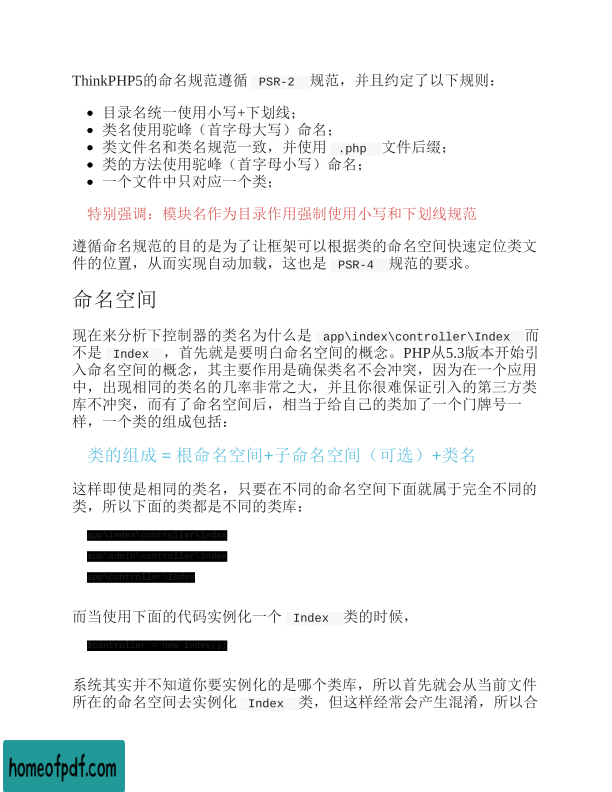 ThinkPHP5的命名规范遵循 PSR-2 规范，并且约定了以下规则：
● 目录名统一使用小写+下划线；
● 类名使用驼峰（首字母大写）命名；
● 类文件名和类名规范一致，并使用 .php 文件后缀；
● 类的方法使用驼峰（首字母小写）命名；
● 一个文件中只对应一个类；
特别强调：模块名作为目录作用强制使用小写和下划线规范
遵循命名规范的目的是为了让框架可以根据类的命名空间快速定位类文
件的位置，从而实现自动加载，这也是 PSR-4 规范的要求。
命名空间
现在来分析下控制器的类名为什么是 app\index\controller\Index 而
不是 Index ，首先就是要明白命名空间的概念。PHP从5.3版本开始引
入命名空间的概念，其主要作用是确保类名不会冲突，因为在一个应用
中，出现相同的类名的几率非常之大，并且你很难保证引入的第三方类
库不冲突，而有了命名空间后，相当于给自己的类加了一个门牌号一
样，一个类的组成包括：
类的组成 = 根命名空间+子命名空间（可选）+类名
这样即使是相同的类名，只要在不同的命名空间下面就属于完全不同的
类，所以下面的类都是不同的类库：
app\index\controller\Index
app\admin\controller\Index
app\controller\Index
而当使用下面的代码实例化一个 Index 类的时候，
$controller = new Index();
系统其实并不知道你要实例化的是哪个类库，所以首先就会从当前文件
所在的命名空间去实例化 Index 类，但这样经常会产生混淆，所以合
homeofpdf.com